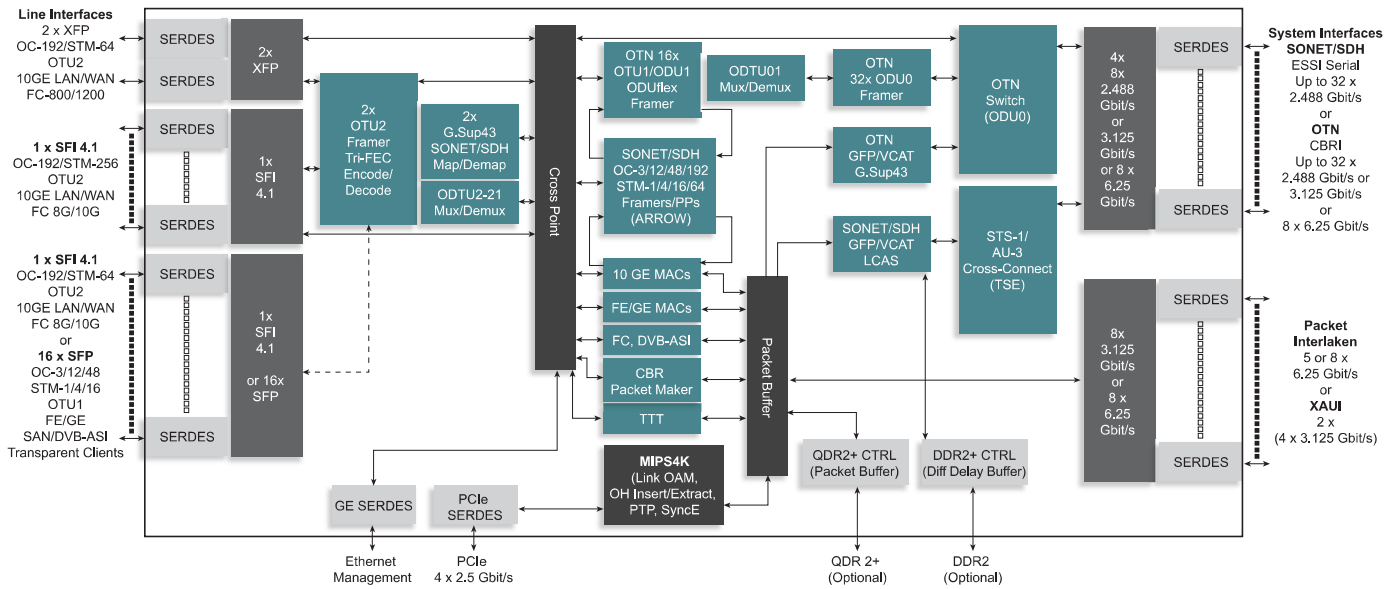 Line Interfaces
2 x XFP
OC-192/STM-64
OTU2
10GE LAN/WAN
FC-800/1200
1 x SFI 4.1
OC-192/STM-256
OTU2
10GE LAN/WAN
FC 8G/10G
1 x SFI 4.1
OC-192/STM-64
OTU2
10GE LAN/WAN
FC 8G/10G
or
16 x SFP
OC-3/12/48
STM-1/4/16
OTU1
FE/GE
SAN/DVB-ASI
Transparent Clients
SERDES
SERDES
SERDES
SERDES
SERDES
SERDES
2x
XFP
1x
SFI
4.1
1x
SFI
4.1
or 16x
SFP
2x
OTU2
Framer
Tri-FEC
Encode/
Decode
2x
G.Sup43
SONET/SDH
Map/Demap
ODTU2-21
Mux/Demux
Cross Point
OTN 16x
OTU1/ODU1
ODUflex
Framer
SONET/SDH
OC-3/12/48/192
STM-1/4/16/64
Framers/PPs
(ARROW)
10 GE MACs
FE/GE MACs
FC, DVB-ASI
CBR
Packet Maker
TTT
MIPS4K
(Link OAM,
OH Insert/Extract,
PTP, SyncE
ODTU01
Mux/Demux
Packet Buffer
OTN
32x ODU0
Framer
OTN
GFP/VCAT
G.Sup43
SONET/SDH
GFP/VCAT
LCAS
OTN
Switch
(ODU0)
STS-1/
AU-3
Cross-Connect
(TSE)
QDR2+ CTRL
(Packet Buffer)
DDR2+ CTRL
(Diff Delay Buffer)
GE SERDES
PCIe
SERDES
4x
8x
2.488
Gbit/s
or
3.125
Gbit/s
or 8 x
6.25
Gbit/s
8x
3.125
Gbit/s
or
8 x
6.25
Gbit/s
SERDES
SERDES
SERDES
SERDES
System Interfaces
SONET/SDH
ESSI Serial
Up to 32 x
2.488 Gbit/s
or
OTN
CBRI
Up to 32 x
2.488 Gbit/s or
3.125 Gbit/s
or
8 x 6.25 Gbit/s
Packet
Interlaken
5 or 8 x
6.25 Gbit/s
or
XAUI
2 x
(4 x 3.125 Gbit/s)
Ethernet
Management
PCIe
4 x 2.5 Gbit/s
QDR 2+
(Optional)
DDR2
(Optional)